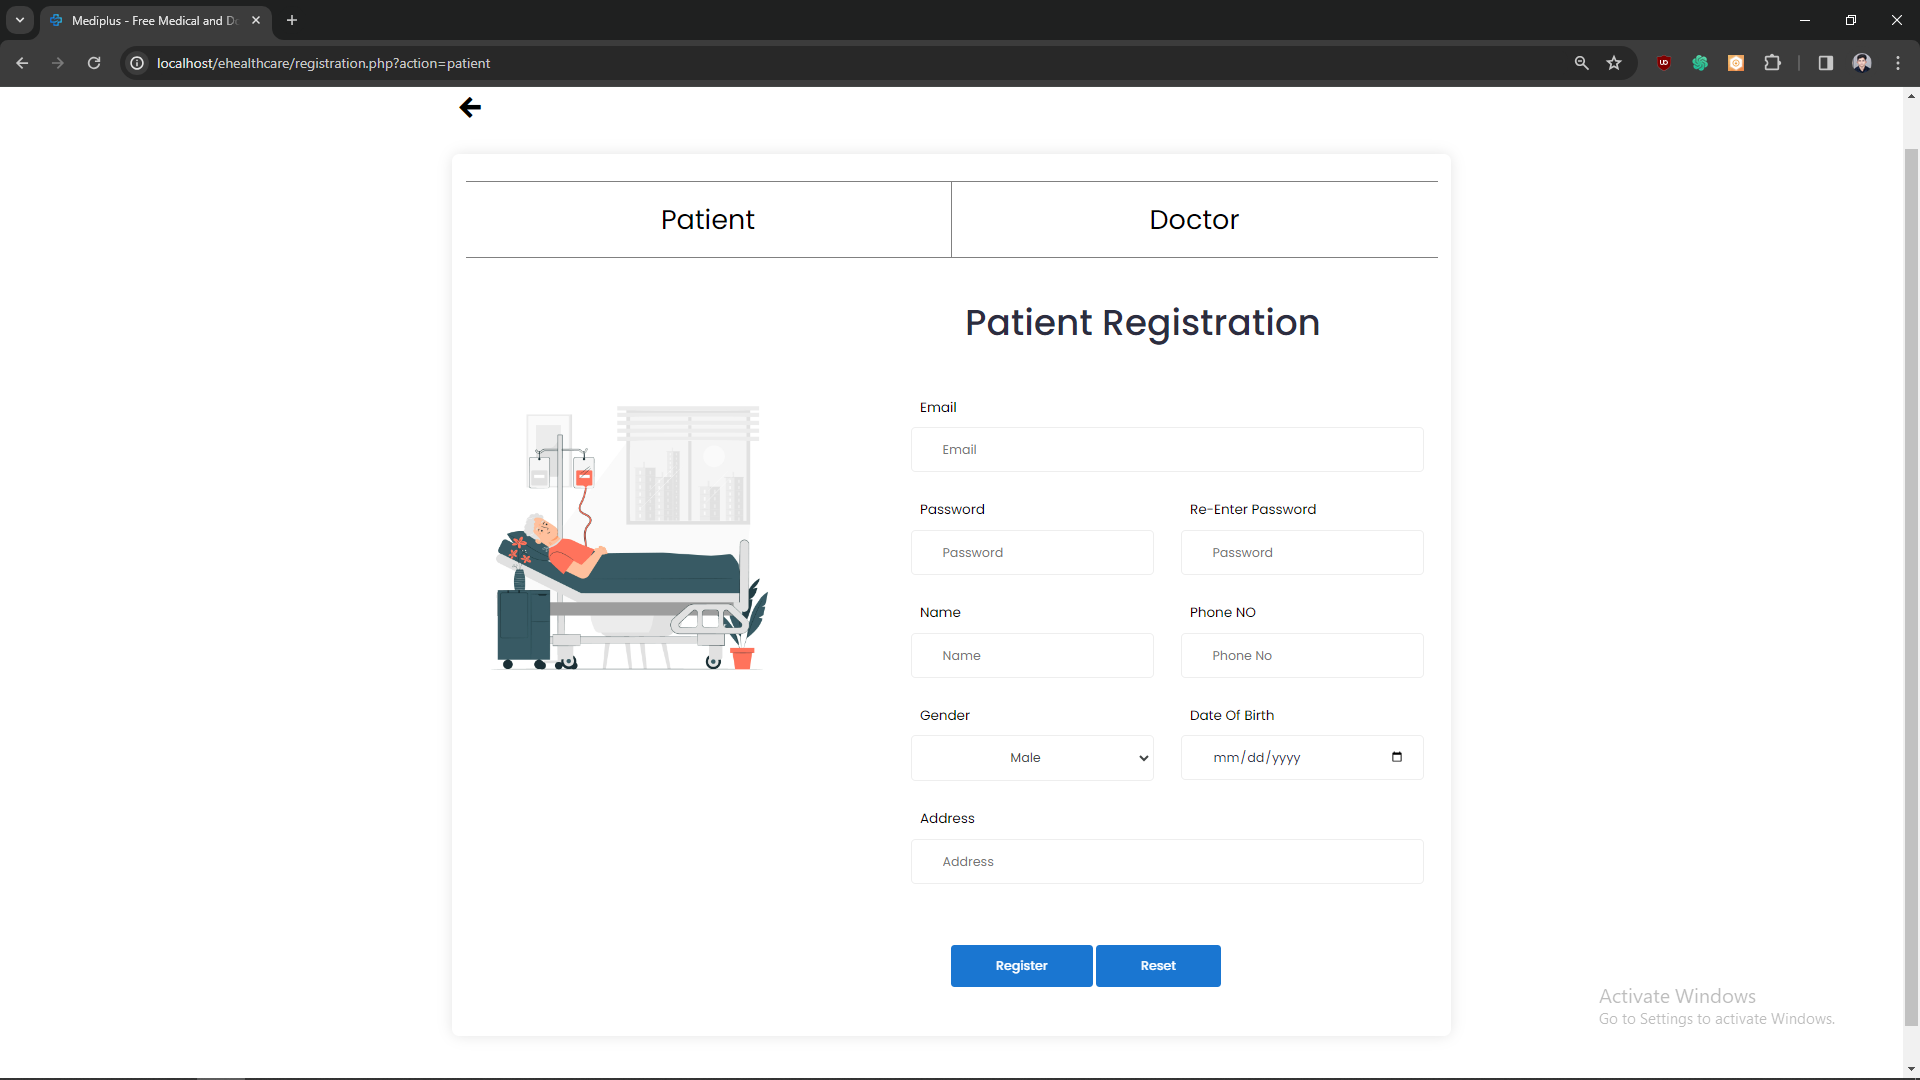 Mediplus - Free Medical and Do
localhost/ehealthcare/registration.php?action=patient
Patient
Doctor
Patient Registration
Email
Email
Password
Re-Enter Password
Password
Password
Name
Phone NO
Name
Phone No
Gender
Date Of Birth
Male
mm/dd/yyyy
Address
Address
Register
Reset
Activate Windows
Go to Settings to activate Windows.